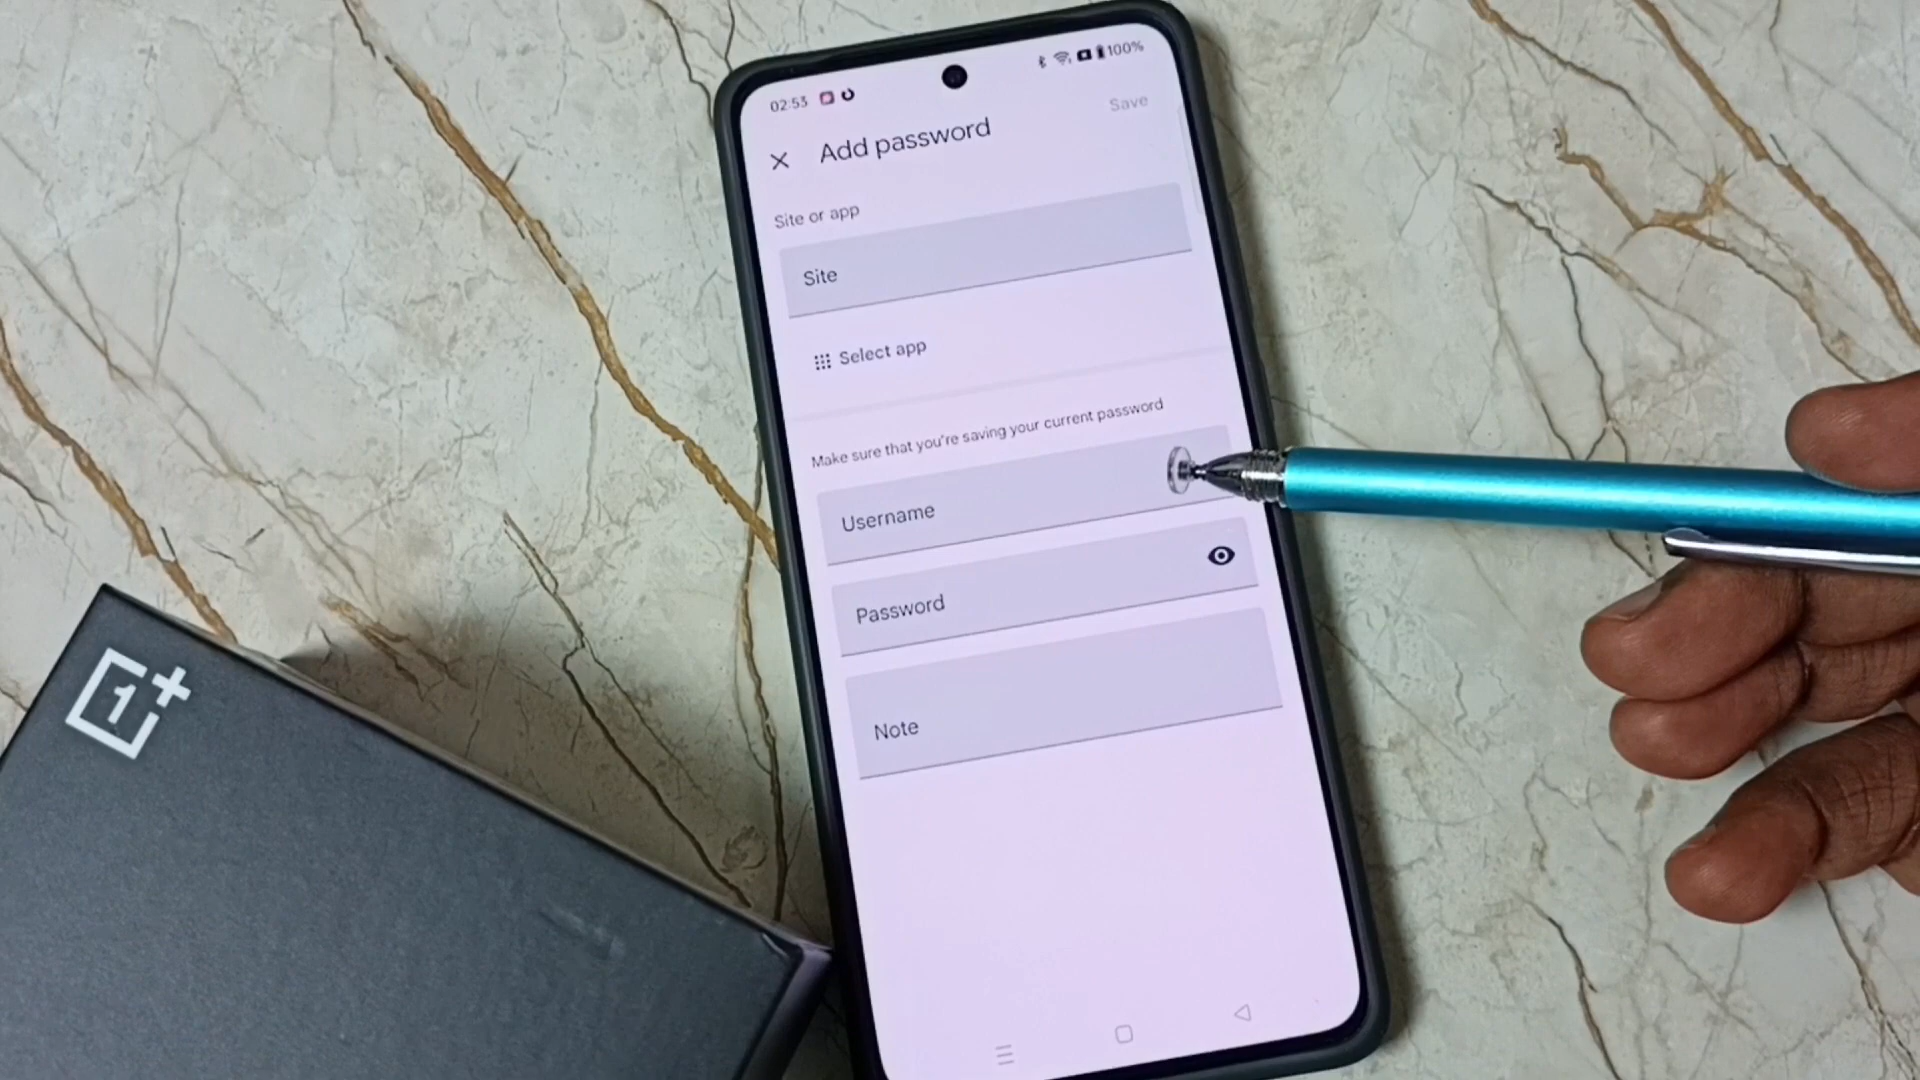 02:53
100%
Save
Add password
Site or app
Site
Select app
Make sure that you're saving your current password
Username
Password
Note
1+